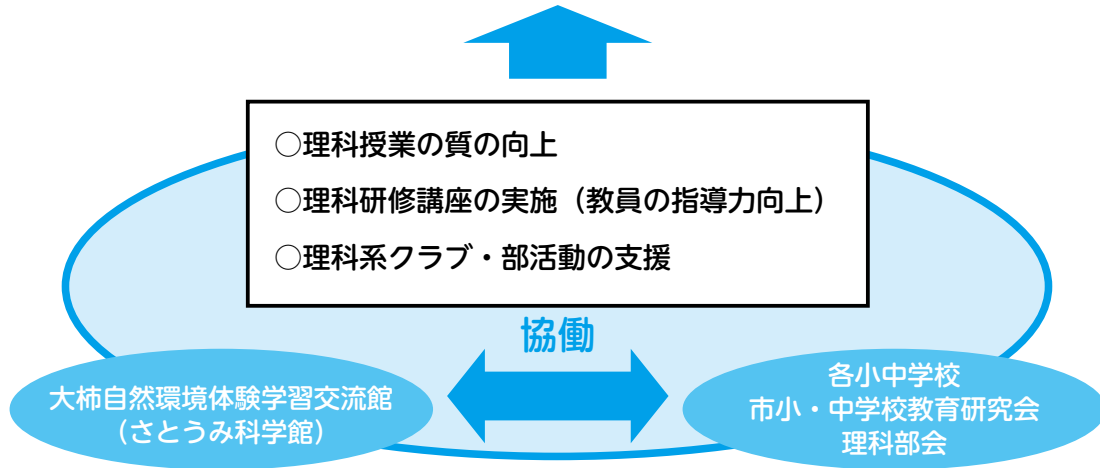 ○理科授業の質の向上
○理科研修講座の実施（教員の指導力向上）
○理科系クラブ・部活動の支援
協働
大柿自然環境体験学習交流館
（さとうみ科学館）
各小中学校
市小・中学校教育研究会
理科部会